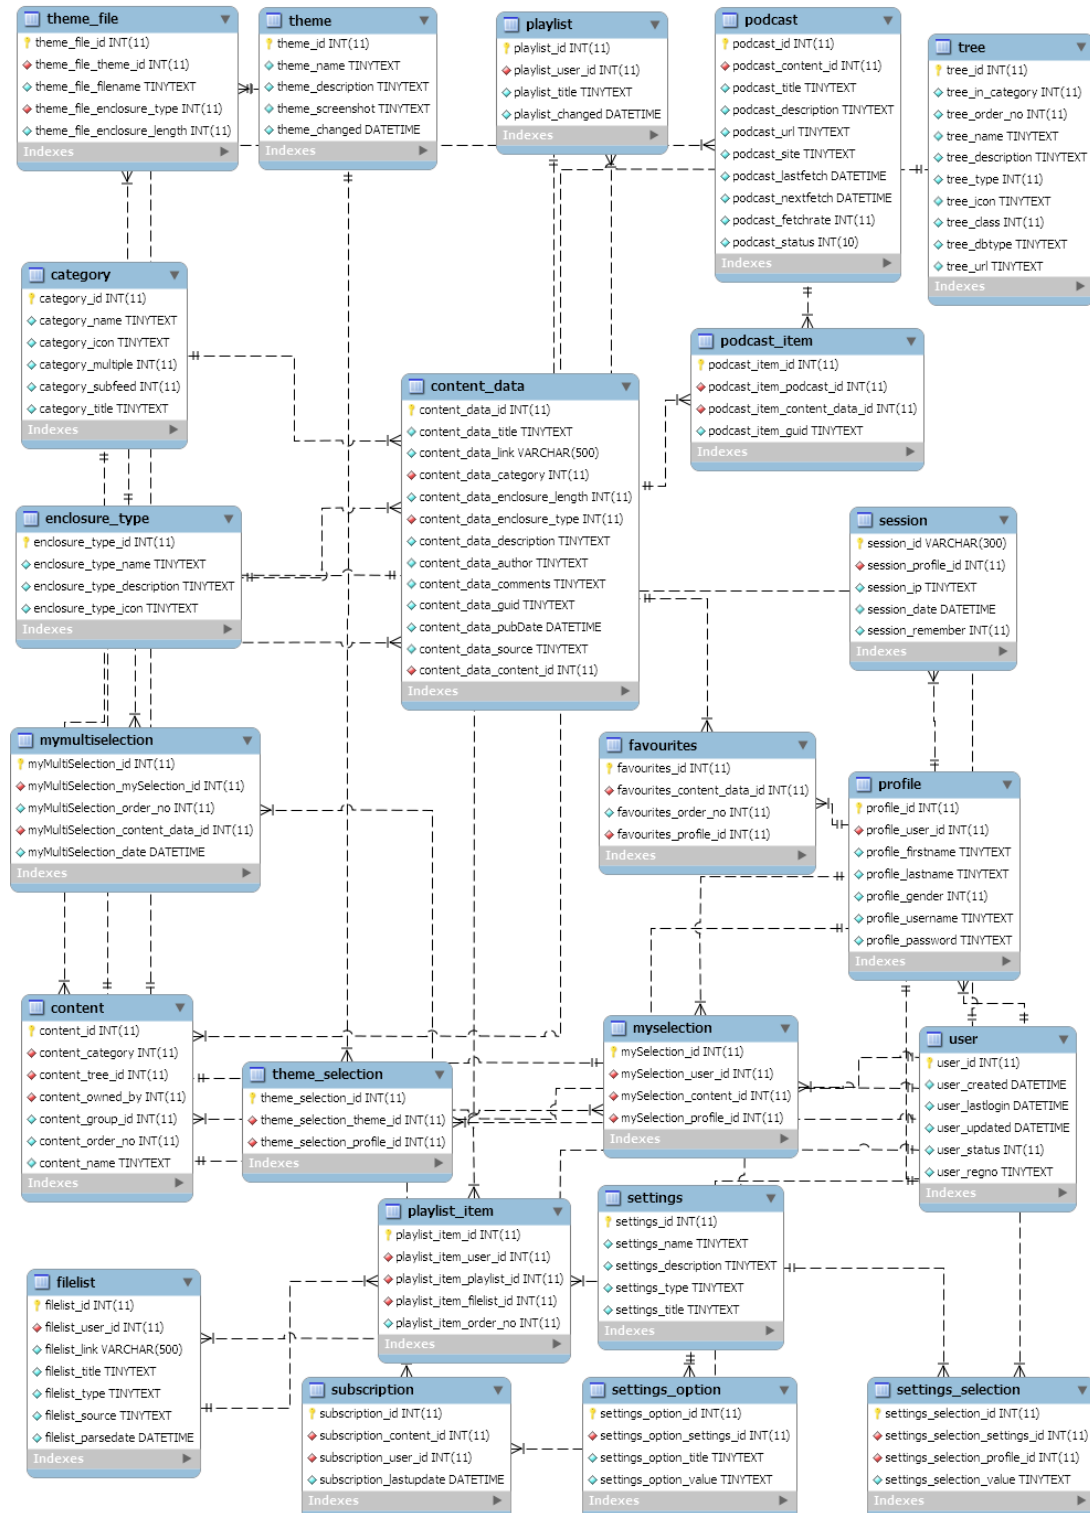 theme_file
theme_file_id INT(11)
theme_file_theme_id INT(11)
theme_file_filename TINYTEXT
theme_file_enclosure_type INT(11)
theme_file_enclosure_length INT(11)
Indexes
theme
theme_id INT(11)
theme_name TINYTEXT
theme_description TINYTEXT
theme_screenshot TINYTEXT
theme_changed DATETIME
Indexes
playlist
playlist_id INT(11)
playlist_user_id INT(11)
playlist_title TINYTEXT
playlist_changed DATETIME
Indexes
podcast
podcast_id INT(11)
podcast_content_id INT(11)
podcast_title TINYTEXT
podcast_description TINYTEXT
podcast_url TINYTEXT
podcast_site TINYTEXT
podcast_lastfetch DATETIME
podcast_nextfetch DATETIME
podcast_fetchrate INT(11)
podcast_status INT(10)
Indexes
tree
tree_id INT(11)
tree_in_category INT(11)
tree_order_no INT(11)
tree_name TINYTEXT
tree_description TINYTEXT
tree_type INT(11)
tree_icon TINYTEXT
tree_class INT(11)
tree_dbtype TINYTEXT
tree_url TINYTEXT
Indexes
category
category_id INT(11)
category_name TINYTEXT
category_icon TINYTEXT
category_multiple INT(11)
category_subfeed INT(11)
category_title TINYTEXT
Indexes
content_data
content_data_id INT(11)
content_data_title TINYTEXT
content_data_link VARCHAR(500)
content_data_category INT(11)
content_data_enclosure_length INT(11)
content_data_enclosure_type INT(11)
content_data_description TINYTEXT
content_data_author TINYTEXT
content_data_comments TINYTEXT
content_data_guid TINYTEXT
content_data_pubDate DATETIME
content_data_source TINYTEXT
content_data_content_id INT(11)
Indexes
podcast_item
podcast_item_id INT(11)
podcast_item_podcast_id INT(11)
podcast_item_content_data_id INT(11)
podcast_item_guid TINYTEXT
Indexes
enclosure_type
enclosure_type_id INT(11)
enclosure_type_name TINYTEXT
enclosure_type_description TINYTEXT
enclosure_type_icon TINYTEXT
Indexes
session
session_id VARCHAR(300)
session_profile_id INT(11)
session_ip TINYTEXT
session_date DATETIME
session_remember INT(11)
Indexes
mymultiselection
myMultiSelection_id INT(11)
myMultiSelection_mySelection_id INT(11)
myMultiSelection_order_no INT(11)
myMultiSelection_content_data_id INT(11)
myMultiSelection_date DATETIME
Indexes
favourites
favourites_id INT(11)
favourites_content_data_id INT(11)
favourites_order_no INT(11)
favourites_profile_id INT(11)
Indexes
profile
profile_id INT(11)
profile_user_id INT(11)
profile_firstname TINYTEXT
profile_lastname TINYTEXT
profile_gender INT(11)
profile_username TINYTEXT
profile_password TINYTEXT
Indexes
content
content_id INT(11)
content_category INT(11)
content_tree_id INT(11)
content_owned_by INT(11)
content_group_id INT(11)
content_order_no INT(11)
content_name TINYTEXT
Indexes
theme_selection
theme_selection_id INT(11)
theme_selection_theme_id INT(11)
theme_selection_profile_id INT(11)
Indexes
myselection
mySelection_id INT(11)
mySelection_user_id INT(11)
mySelection_content_id INT(11)
mySelection_profile_id INT(11)
Indexes
user
user_id INT(11)
user_created DATETIME
user_lastlogin DATETIME
user_updated DATETIME
user_status INT(11)
user_regno TINYTEXT
Indexes
playlist_item
playlist_item_id INT(11)
playlist_item_user_id INT(11)
playlist_item_playlist_id INT(11)
playlist_item_filelist_id INT(11)
playlist_item_order_no INT(11)
Indexes
settings
settings_id INT(11)
settings_name TINYTEXT
settings_description TINYTEXT
settings_type TINYTEXT
settings_title TINYTEXT
Indexes
filelist
filelist_id INT(11)
filelist_user_id INT(11)
filelist_link VARCHAR(500)
filelist_title TINYTEXT
filelist_type TINYTEXT
filelist_source TINYTEXT
filelist_parsedate DATETIME
Indexes
subscription
subscription_id INT(11)
subscription_content_id INT(11)
subscription_user_id INT(11)
subscription_lastupdate DATETIME
Indexes
settings_option
settings_option_id INT(11)
settings_option_settings_id INT(11)
settings_option_title TINYTEXT
settings_option_value TINYTEXT
Indexes
settings_selection
settings_selection_id INT(11)
settings_selection_settings_id INT(11)
settings_selection_profile_id INT(11)
settings_selection_value TINYTEXT
Indexes